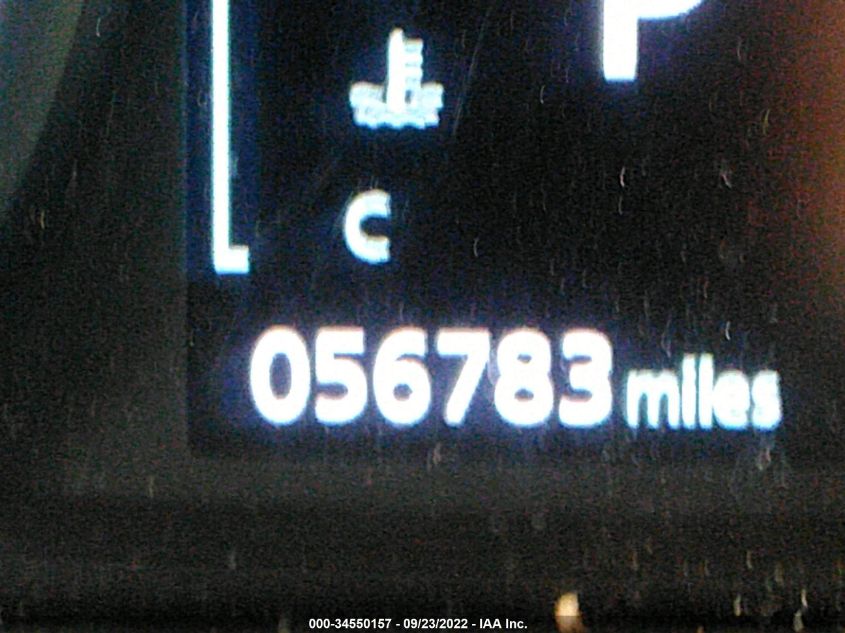 P
C
056783 miles
000-34550157 - 09/23/2022 - IAA Inc.